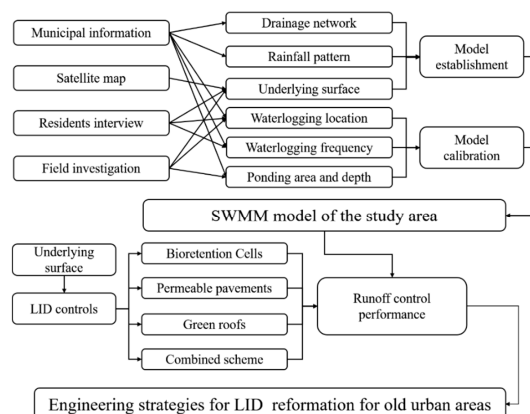 Municipal information
Satellite map
Residents interview
Field investigation
Drainage network
Rainfall pattern
Underlying surface
Waterlogging location
Waterlogging frequency
Ponding area and depth
Model
establishment
Model
calibration
SWMM model of the study area
Underlying
surface
LID controls
Bioretention Cells
Permeable pavements
Green roofs
Combined scheme
Runoff control
performance
Engineering strategies for LID reformation for old urban areas